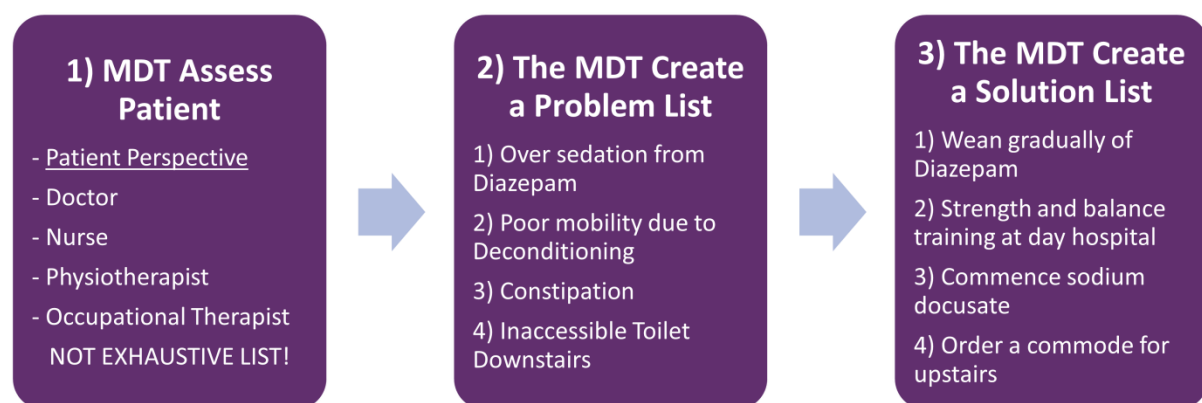 1) MDT Assess
Patient
- Patient Perspective
- Doctor
- Nurse
- Physiotherapist
- Occupational Therapist
NOT EXHAUSTIVE LIST!
2) The MDT Create
a Problem List
1) Over sedation from
Diazepam
2) Poor mobility due to
Deconditioning
3) Constipation
4) Inaccessible Toilet
Downstairs
3) The MDT Create
a Solution List
1) Wean gradually of
Diazepam
2) Strength and balance
training at day hospital
3) Commence sodium
docusate
4) Order a commode for
upstairs